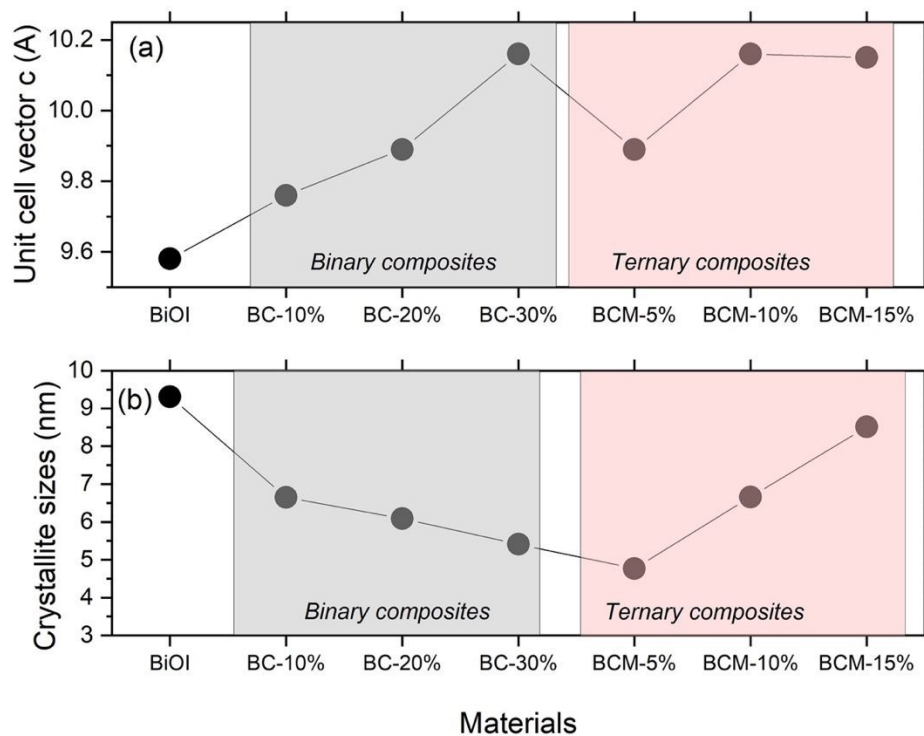 (a)
Unit cell vector c (A)
10.2
10.0
9.8
9.6
Binary composites
Ternary composites
BiOI
BC-10%
BC-20%
BC-30%
BCM-5%
BCM-10%
BCM-15%
(b)
Crystallite sizes (nm)
10
9
8
7
6
5
4
3
Binary composites
Ternary composites
BiOI
BC-10%
BC-20%
BC-30%
BCM-5%
BCM-10%
BCM-15%
Materials